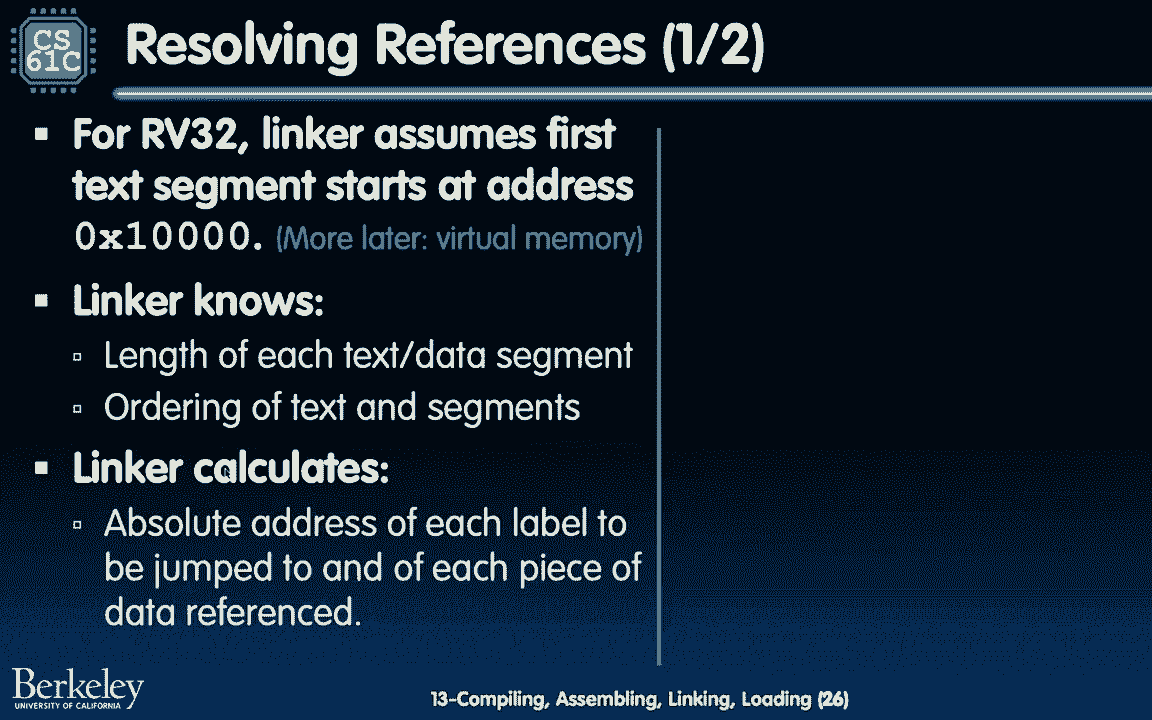 CS
61C
Resolving References (1/2)
▪ For RV32, linker assumes first
text segment starts at address
0x10000. (More later: virtual memory)
▪ Linker knows:
▫ Length of each text/data segment
▫ Ordering of text and segments
▪ Linker calculates:
▫ Absolute address of each label to
be jumped to and of each piece of
data referenced.
Berkeley
UNIVERSITY OF CALIFORNIA
13-Compiling, Assembling, Linking, Loading (26)